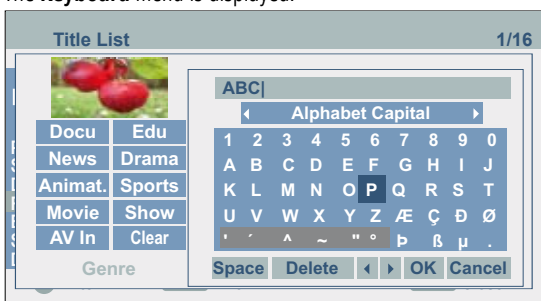 The Keyboard menu is displayed.
Title List 1/16
ABC|
Alphabet Capital
Docu Edu
News Drama
Animat. Sports
Movie Show
AV In Clear
Genre
1 2 3 4 5 6 7 8 9 0
A B C D E F G H I J
K L M N O P Q R S T
U V W X Y Z Æ Ç Ð Ø
' ´ ^ ~ " ° Þ ß µ .
Space Delete OK Cancel